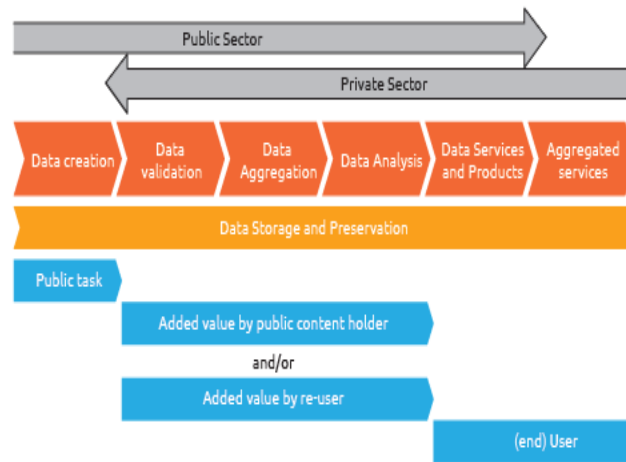 Public Sector
Private Sector
Data creation
Data
validation
Data
Aggregation
Data Analysis
Data Services
and Products
Aggregated
services
Data Storage and Preservation
Public task
Added value by public content holder
and/or
Added value by re-user
(end) User